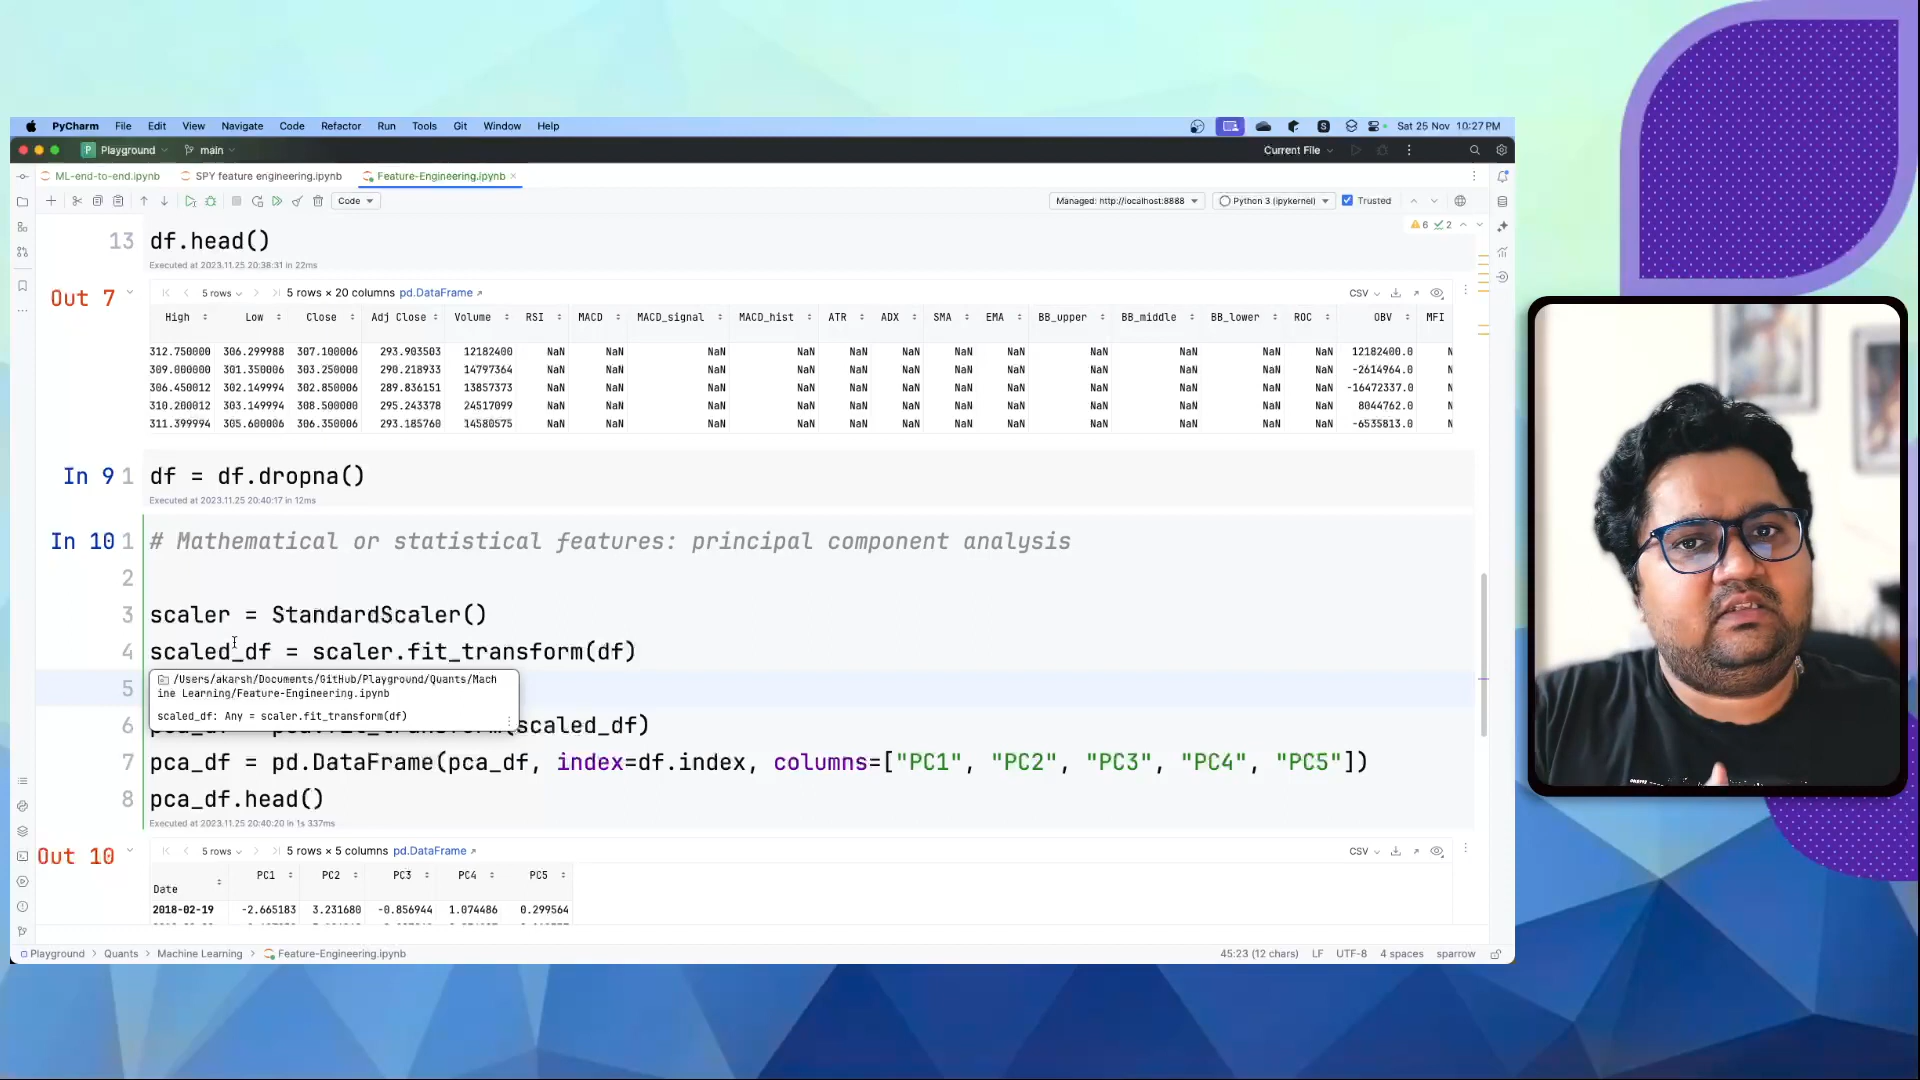 PyCharm File Edit View Navigate Code Refactor Run Tools Git Window Help
S Sat 25 Nov 10:27 PM
P Playground main Current File
ML-end-to-end.ipynb SPY feature engineering.ipynb Feature-Engineering.ipynb
Code Managed: http://localhost:8888 Python 3 (ipykernel) Trusted
6 2
13 df.head()
Executed at 2023.11.25 20:38:31 in 22ms
Out 7 5 rows 5 rows × 20 columns pd.DataFrame CSV
High Low Close Adj Close Volume RSI MACD MACD_signal MACD_hist ATR ADX SMA EMA BB_upper BB_middle BB_lower ROC OBV MFI
312.750000 306.299988 307.100006 293.903503 12182400 NaN NaN NaN NaN NaN NaN NaN NaN NaN NaN NaN NaN 12182400.0 N
309.000000 301.350006 303.250000 290.218933 14797364 NaN NaN NaN NaN NaN NaN NaN NaN NaN NaN NaN NaN -2614964.0 N
306.450012 302.149994 302.850006 289.836151 13857373 NaN NaN NaN NaN NaN NaN NaN NaN NaN NaN NaN NaN -16472337.0 N
310.200012 303.149994 308.500000 295.243378 24517099 NaN NaN NaN NaN NaN NaN NaN NaN NaN NaN NaN NaN 8044762.0 N
311.399994 305.600006 306.350006 293.185760 14580575 NaN NaN NaN NaN NaN NaN NaN NaN NaN NaN NaN NaN -6535813.0 N
In 9 1 df = df.dropna()
Executed at 2023.11.25 20:40:17 in 12ms
In 10 1 # Mathematical or statistical features: principal component analysis
2
3 scaler = StandardScaler()
4 scaled_df = scaler.fit_transform(df)
5
/Users/akarsh/Documents/GitHub/Playground/Quants/Mach
ine Learning/Feature-Engineering.ipynb
scaled_df: Any = scaler.fit_transform(df)
6 scaled_df)
7 pca_df = pd.DataFrame(pca_df, index=df.index, columns=["PC1", "PC2", "PC3", "PC4", "PC5"])
8 pca_df.head()
Executed at 2023.11.25 20:40:20 in 1s 337ms
Out 10 5 rows 5 rows × 5 columns pd.DataFrame CSV
Date PC1 PC2 PC3 PC4 PC5
2018-02-19 -2.665183 3.231680 -0.856944 1.074486 0.299564
Playground Quants Machine Learning Feature-Engineering.ipynb 45:23 (12 chars) LF UTF-8 4 spaces sparrow